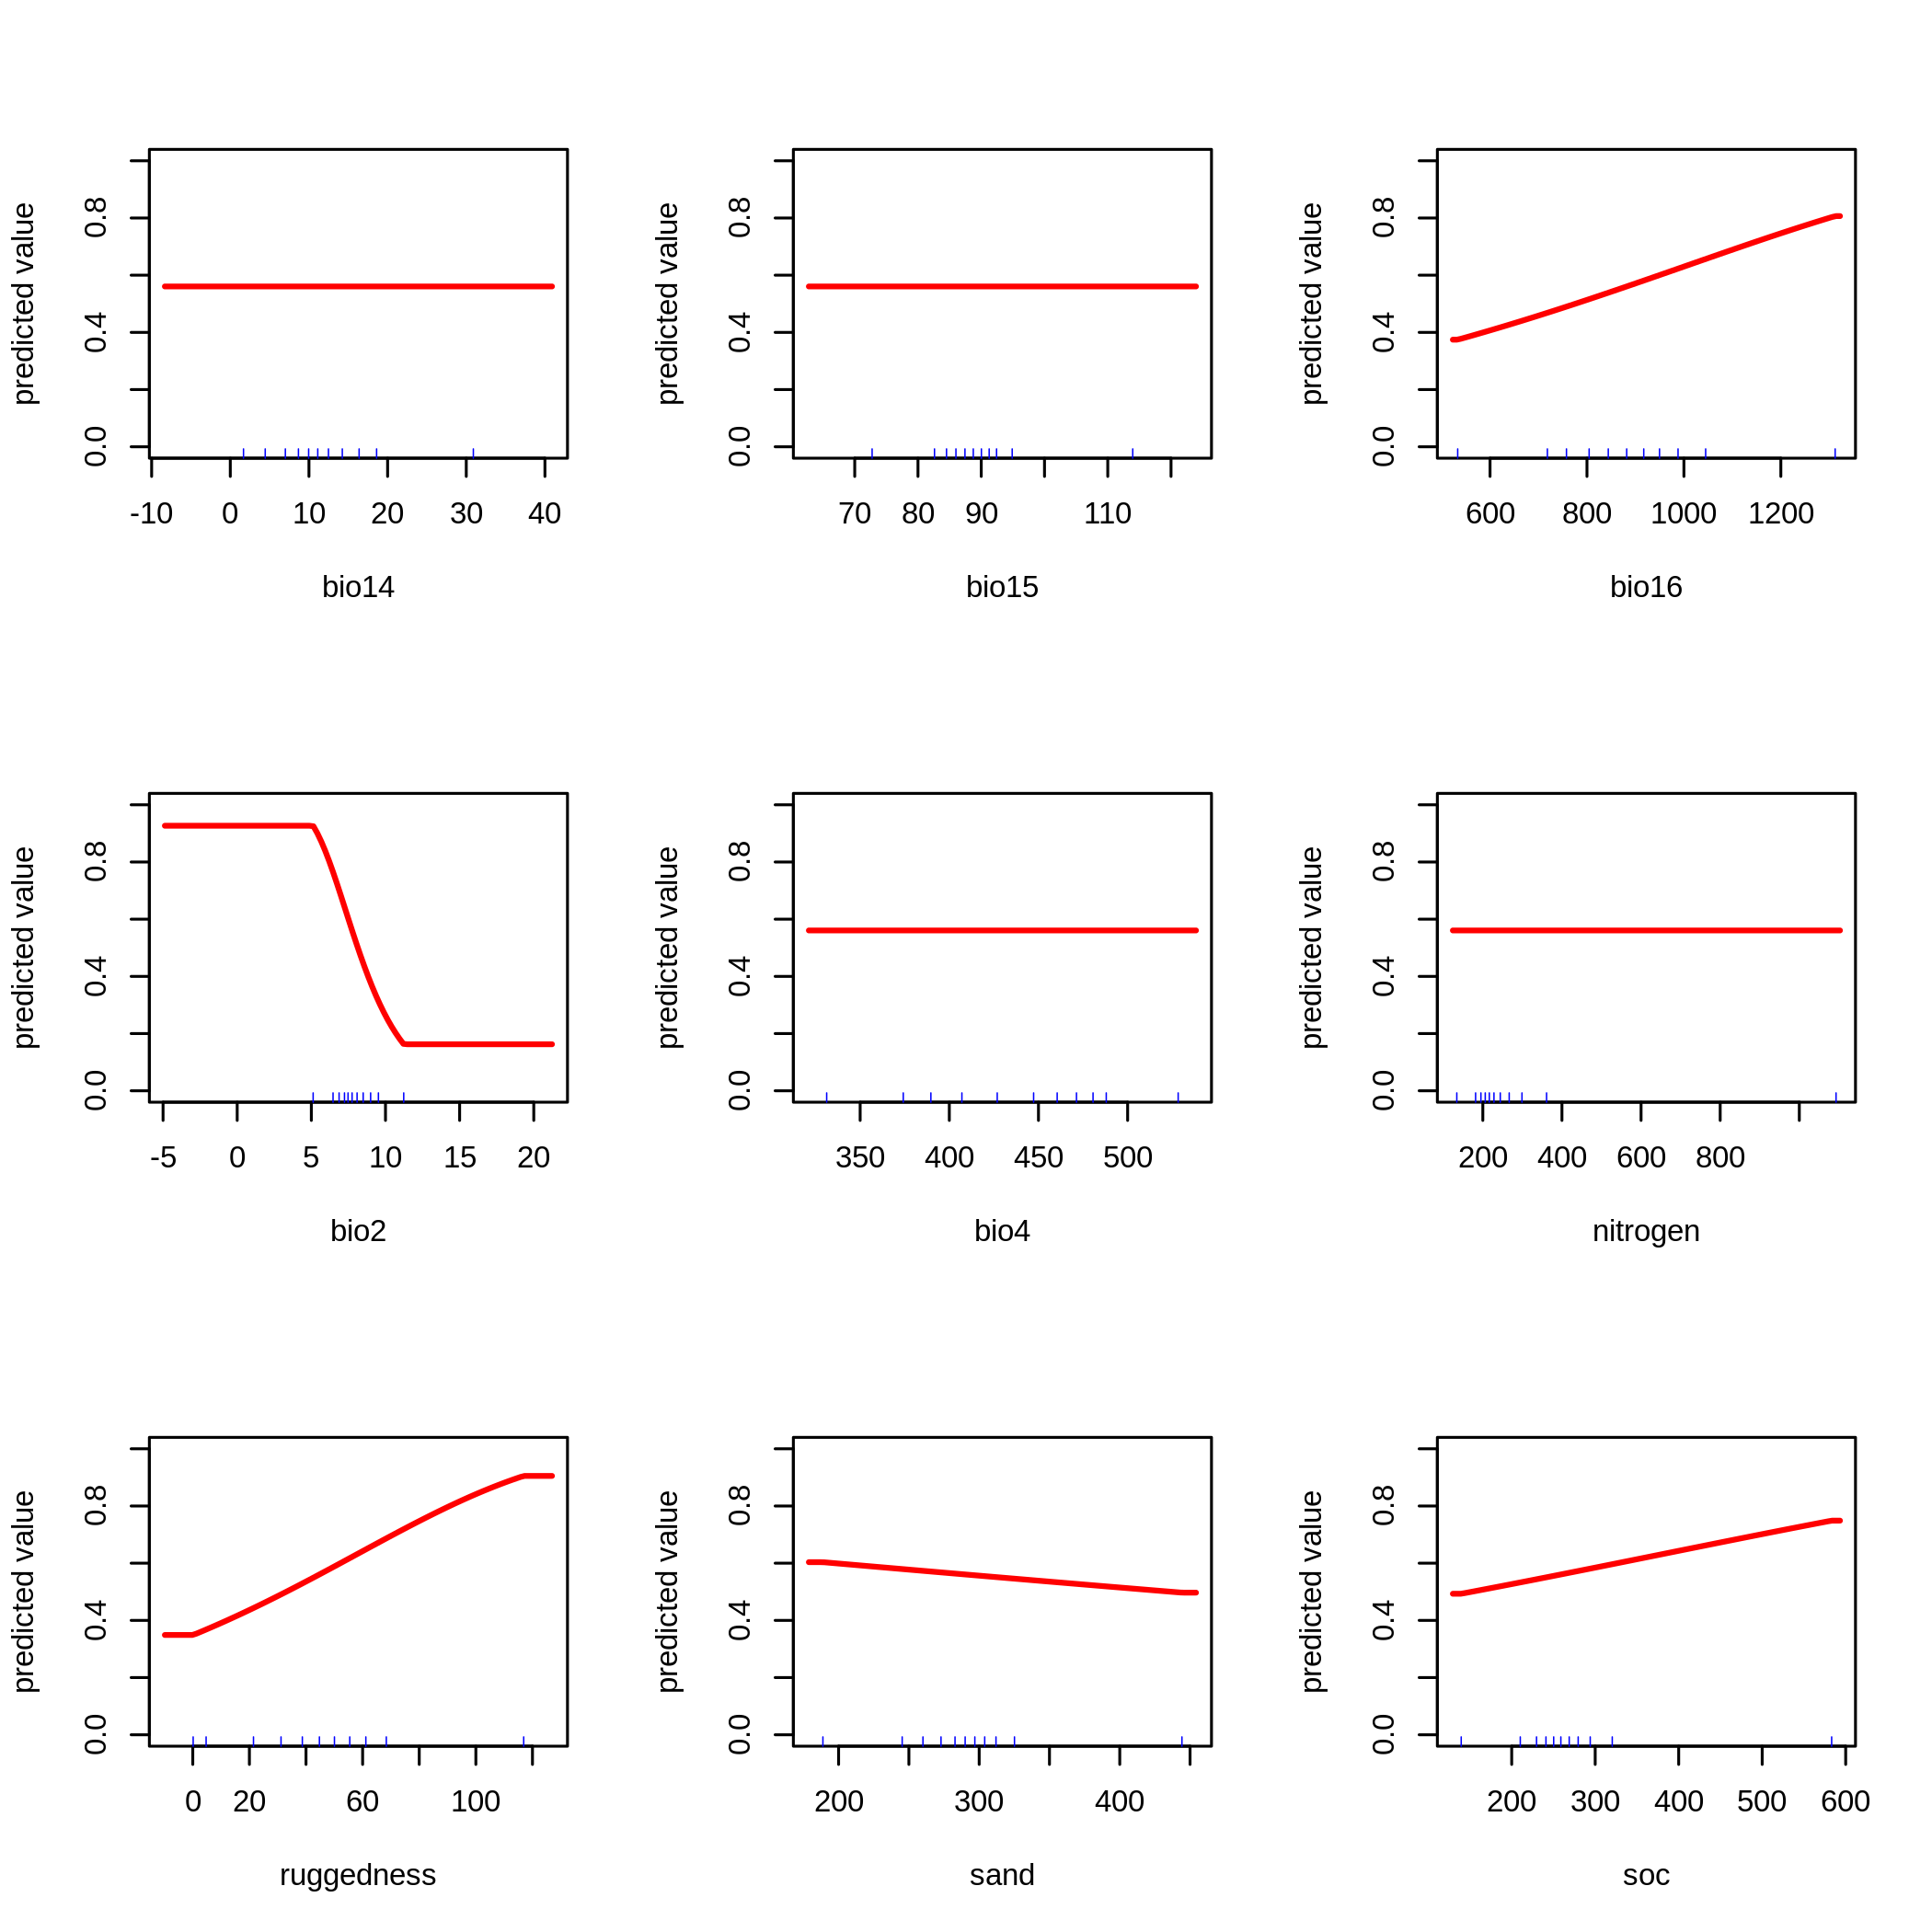 predicted value
0.0 0.4 0.8
-10 0 10 20 30 40
bio14
predicted value
0.0 0.4 0.8
70 80 90 110
bio15
predicted value
0.0 0.4 0.8
600 800 1000 1200
bio16
predicted value
0.0 0.4 0.8
-5 0 5 10 15 20
bio2
predicted value
0.0 0.4 0.8
350 400 450 500
bio4
predicted value
0.0 0.4 0.8
200 400 600 800
nitrogen
predicted value
0.0 0.4 0.8
0 20 60 100
ruggedness
predicted value
0.0 0.4 0.8
200 300 400
sand
predicted value
0.0 0.4 0.8
200 300 400 500 600
soc